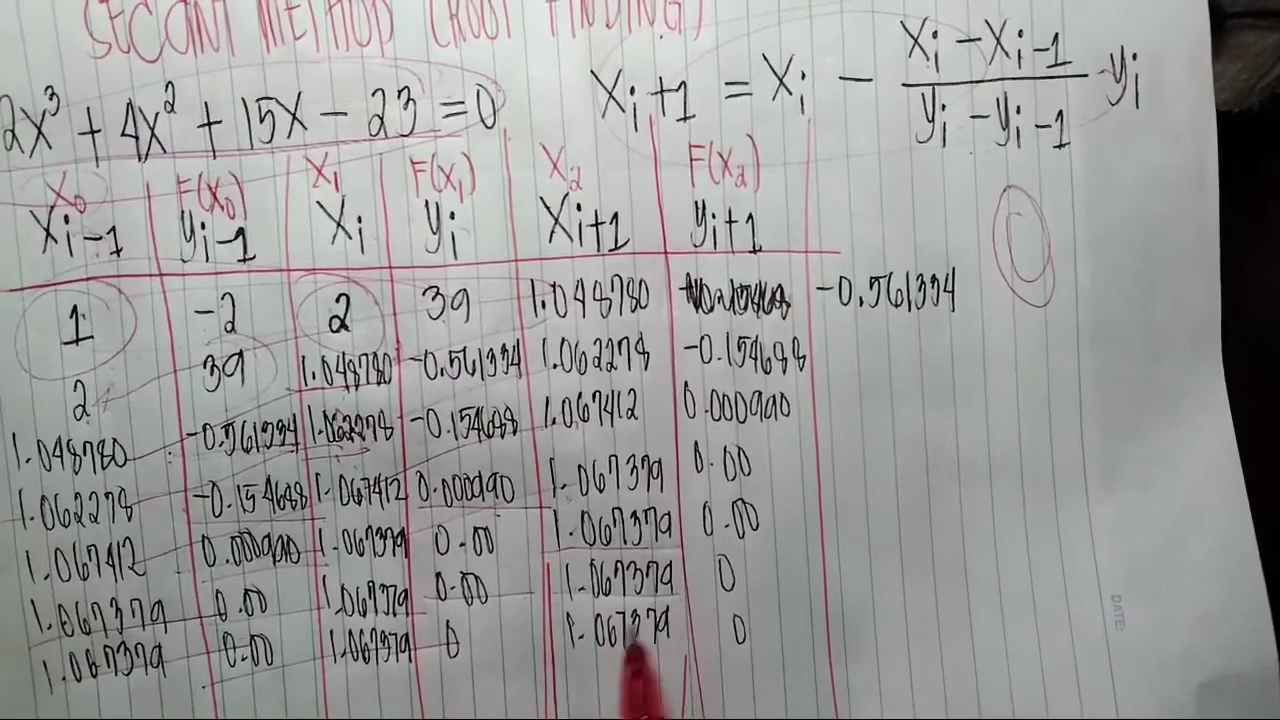 SECANT METHOD (ROOT FINDING)
2x³ + 4x² + 15x - 23 = 0
Xi+1 = Xi - (Xi - Xi-1)/(yi - yi-1) yi
X₀ F(X₀) X₁ F(X₁) X₂ F(X₂)
Xi-1 yi-1 Xi yi Xi+1 yi+1
1 -2 2 39 1.048780 -0.561334
2 39 1.048780 -0.561334 1.062278 -0.154688
1.048780 -0.561334 1.062278 -0.154688 1.067412 0.000990
1.062278 -0.154688 1.067412 0.000990 1.067379 0.00
1.067412 0.000990 1.067379 0.00 1.067379 0.00
1.067379 0.00 1.067379 0.00 1.067379 0
1.067379 0.00 1.067379 0 1.067379 0
DATE: